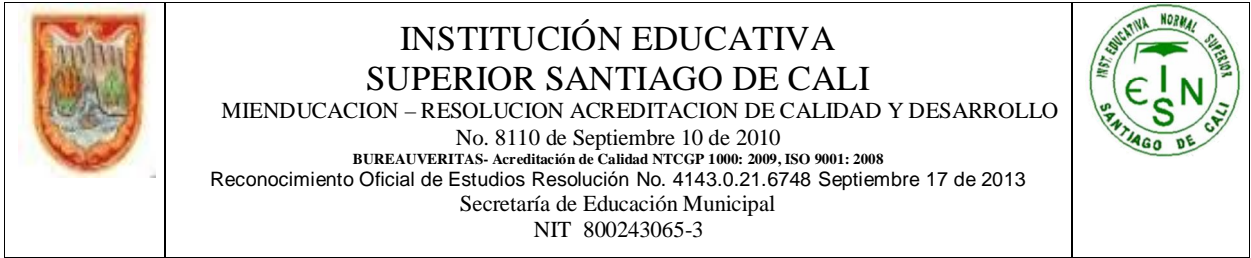 INSTITUCIÓN EDUCATIVA
SUPERIOR SANTIAGO DE CALI
MIENDUCACION – RESOLUCION ACREDITACION DE CALIDAD Y DESARROLLO
No. 8110 de Septiembre 10 de 2010
BUREAUVERITAS- Acreditación de Calidad NTCGP 1000: 2009, ISO 9001: 2008
Reconocimiento Oficial de Estudios Resolución No. 4143.0.21.6748 Septiembre 17 de 2013
Secretaría de Educación Municipal
NIT 800243065-3
INST. EDUCATIVA NORMAL SUPERIOR
EINS
SANTIAGO DE CALI